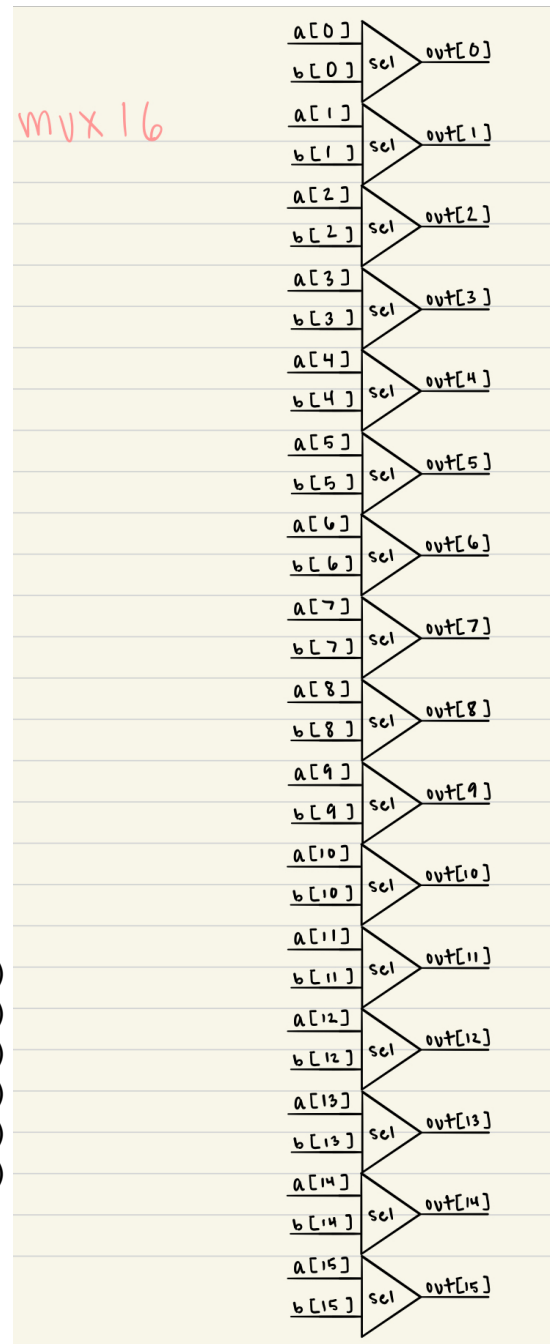 mux 16
a[0]
b[0] sel out[0]
a[1]
b[1] sel out[1]
a[2]
b[2] sel out[2]
a[3]
b[3] sel out[3]
a[4]
b[4] sel out[4]
a[5]
b[5] sel out[5]
a[6]
b[6] sel out[6]
a[7]
b[7] sel out[7]
a[8]
b[8] sel out[8]
a[9]
b[9] sel out[9]
a[10]
b[10] sel out[10]
a[11]
b[11] sel out[11]
a[12]
b[12] sel out[12]
a[13]
b[13] sel out[13]
a[14]
b[14] sel out[14]
a[15]
b[15] sel out[15]